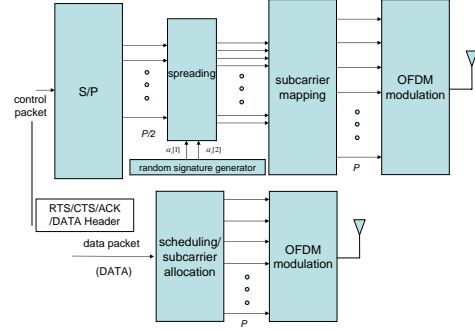 S/P
spreading
subcarrier
mapping
OFDM
modulation
control
packet
P/2
P
random signature generator
RTS/CTS/ACK
/DATA Header
data packet
(DATA)
scheduling/
subcarrier
allocation
OFDM
modulation
P